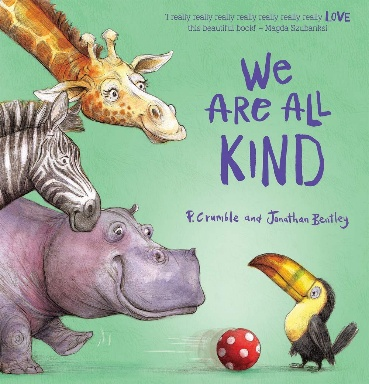 'I really really really really really really really LOVE
this beautiful book!' – Magda Szubanski
We
ARE ALL
KIND
P. Crumble and Jonathan Bentley